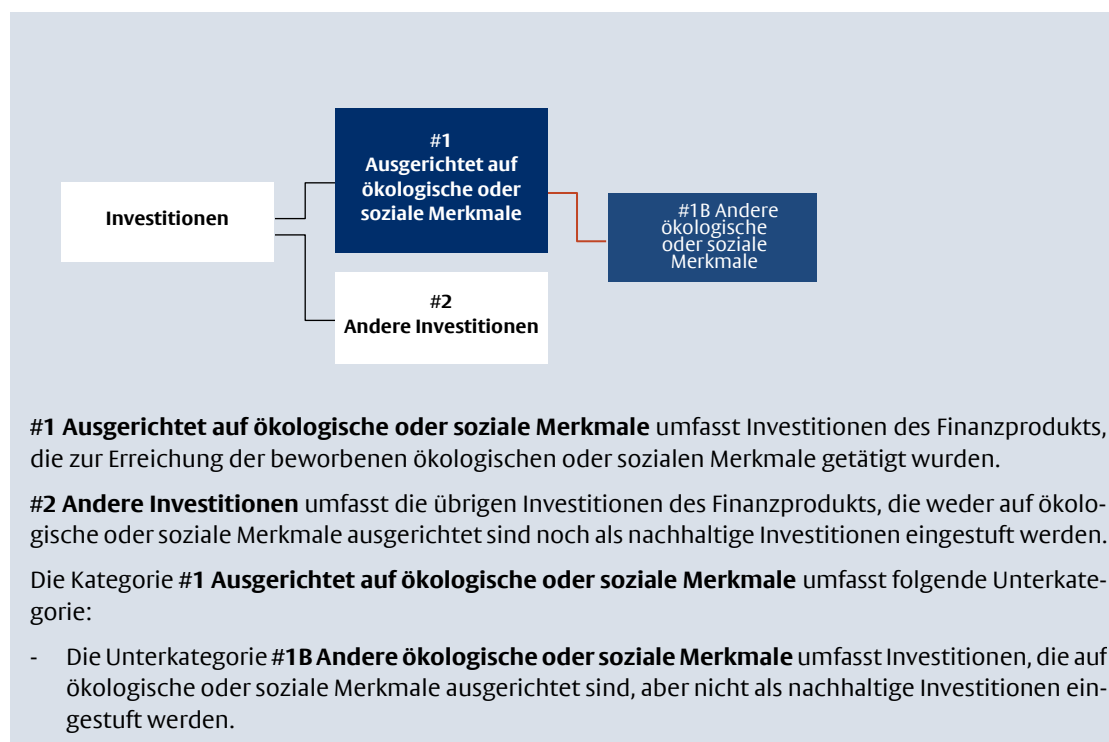 #1
Ausgerichtet auf
ökologische oder
soziale Merkmale
Investitionen
#1B Andere
ökologische
oder soziale
Merkmale
#2
Andere Investitionen
#1 Ausgerichtet auf ökologische oder soziale Merkmale umfasst Investitionen des Finanzprodukts,
die zur Erreichung der beworbenen ökologischen oder sozialen Merkmale getätigt wurden.
#2 Andere Investitionen umfasst die übrigen Investitionen des Finanzprodukts, die weder auf ökolo-
gische oder soziale Merkmale ausgerichtet sind noch als nachhaltige Investitionen eingestuft werden.
Die Kategorie #1 Ausgerichtet auf ökologische oder soziale Merkmale umfasst folgende Unterkate-
gorie:
- Die Unterkategorie #1B Andere ökologische oder soziale Merkmale umfasst Investitionen, die auf
ökologische oder soziale Merkmale ausgerichtet sind, aber nicht als nachhaltige Investitionen ein-
gestuft werden.